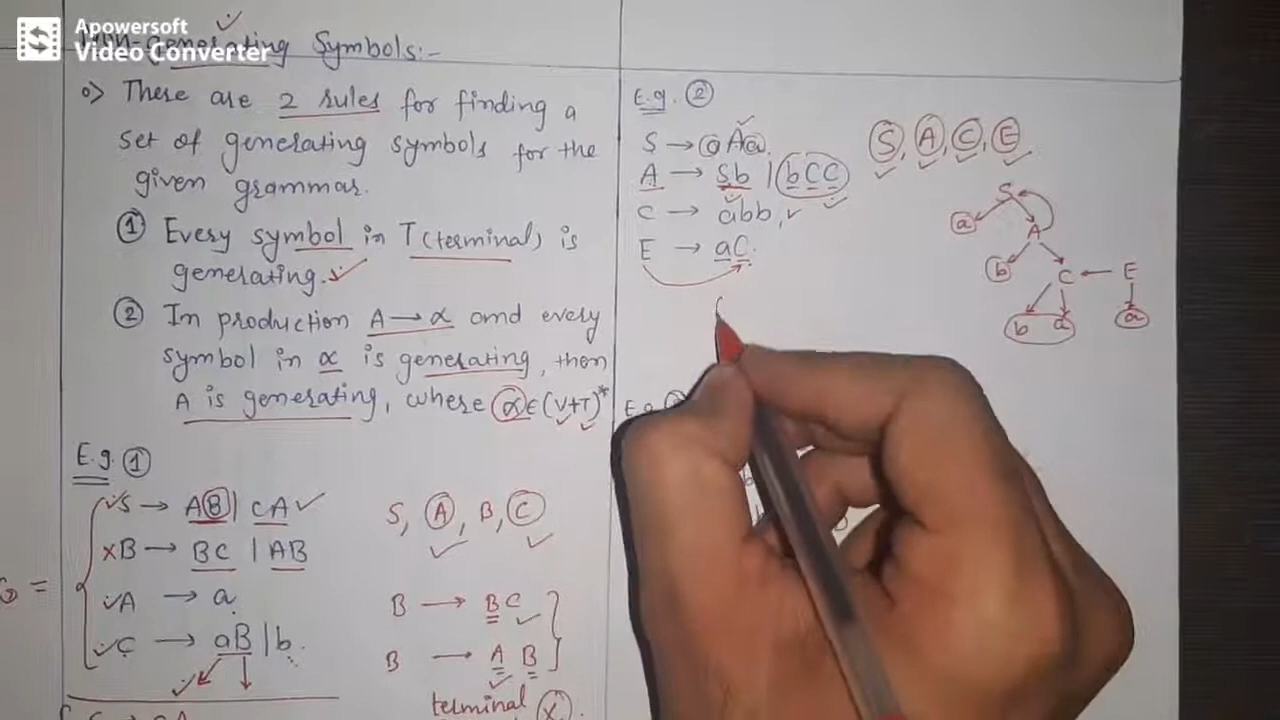 Apowersoft
Video Converter
Non-generating Symbols:-
o> There are 2 rules for finding a
set of generating symbols for the
given grammar.
① Every symbol in T(terminal) is
generating.
② In production A → α and every
symbol in α is generating, then
A is generating, where α ∈ (V+T)*
E.g. ①
S → AB | CA
B → BC | AB
A → a
C → aB | b.
S, A, B, C
B → BC
B → AB
terminal
E.g. ②
S → aAa
A → Sb | bCC
C → abb,
E → aC.
S, A, C, E
S
a
A
b
C ← E
b a
a
E.g.